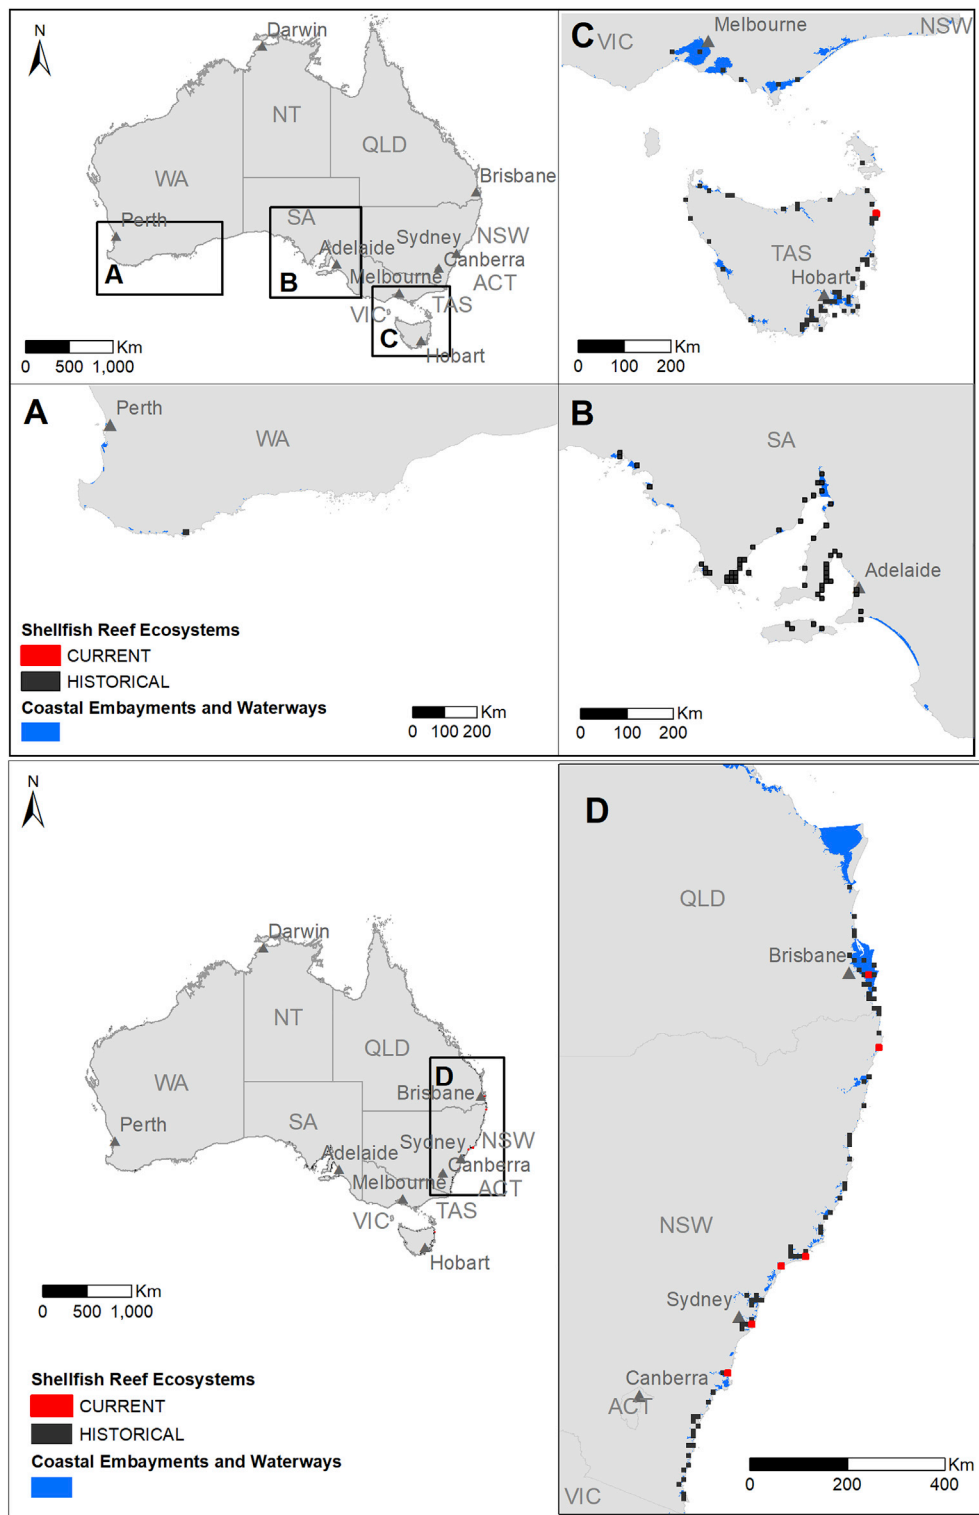 N
Darwin
NT
QLD
WA
Brisbane
SA
Perth
Adelaide
Sydney
NSW
Canberra
Melbourne
ACT
A
B
VIC
TAS
C
Hobart
Km
0 500 1,000
C
Melbourne
NSW
VIC
TAS
Hobart
Km
0 100 200
A
Perth
WA
Shellfish Reef Ecosystems
CURRENT
HISTORICAL
Coastal Embayments and Waterways
Km
0 100 200
B
SA
Adelaide
Km
0 100 200
N
Darwin
NT
QLD
WA
D
Brisbane
SA
Perth
Adelaide
Sydney
NSW
Canberra
Melbourne
ACT
VIC
TAS
Hobart
Km
0 500 1,000
Shellfish Reef Ecosystems
CURRENT
HISTORICAL
Coastal Embayments and Waterways
D
QLD
Brisbane
NSW
Sydney
Canberra
ACT
VIC
Km
0 200 400